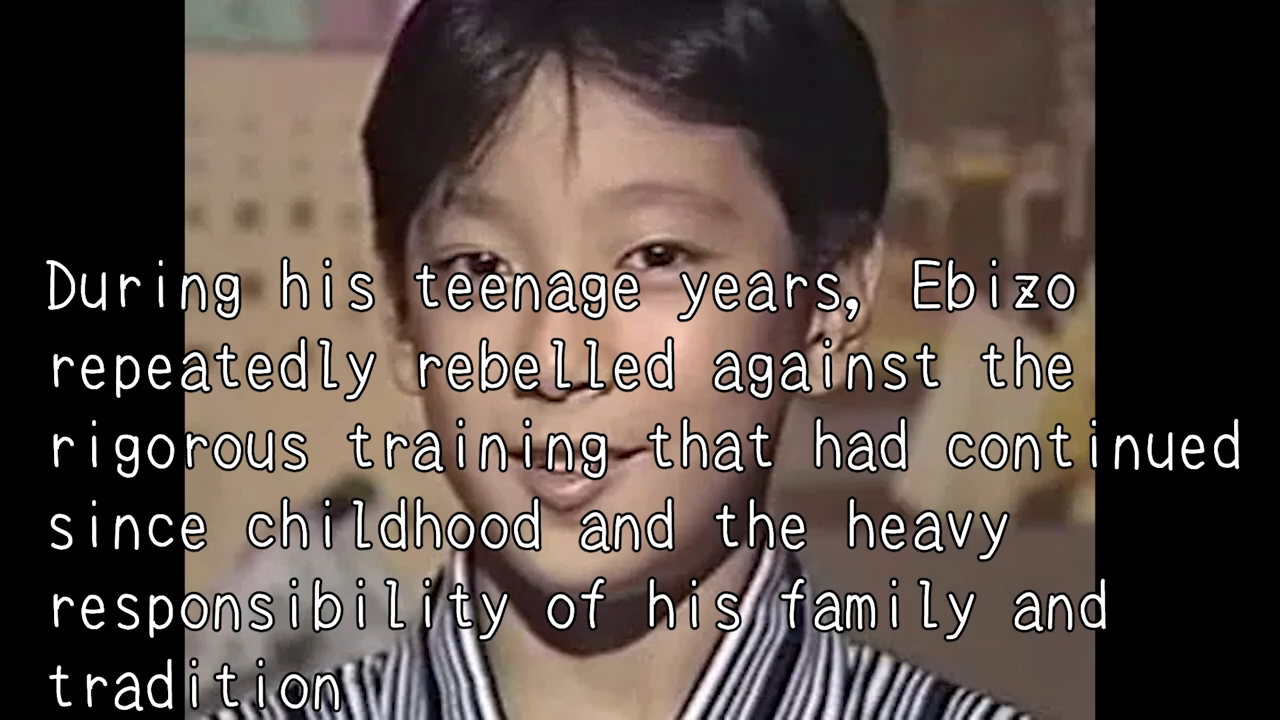 During his teenage years, Ebizo
repeatedly rebelled against the
rigorous training that had continued
since childhood and the heavy
responsibility of his family and
tradition